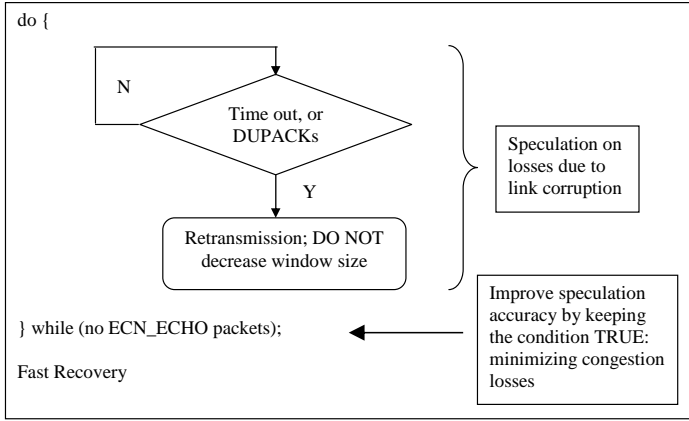 do {
N
Time out, or
DUPACKs
Y
Retransmission; DO NOT
decrease window size
Speculation on
losses due to
link corruption
} while (no ECN_ECHO packets);
Improve speculation
accuracy by keeping
the condition TRUE:
minimizing congestion
losses
Fast Recovery